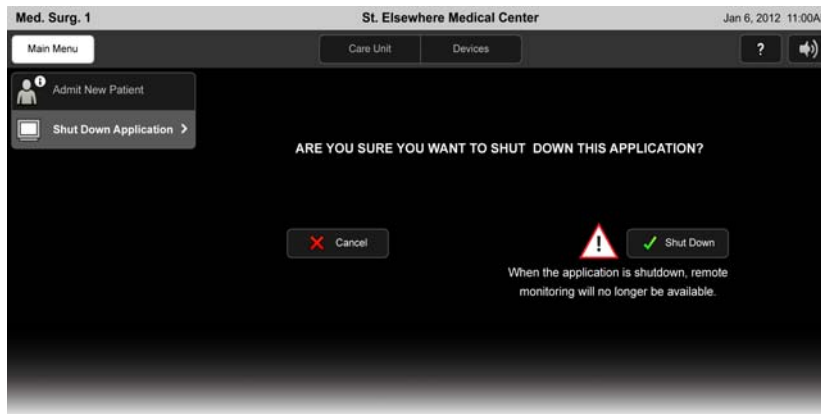 Med. Surg. 1 St. Elsewhere Medical Center Jan 6, 2012 11:00A
Main Menu Care Unit Devices ?
Admit New Patient
Shut Down Application >
ARE YOU SURE YOU WANT TO SHUT DOWN THIS APPLICATION?
Cancel ! Shut Down
When the application is shutdown, remote
monitoring will no longer be available.